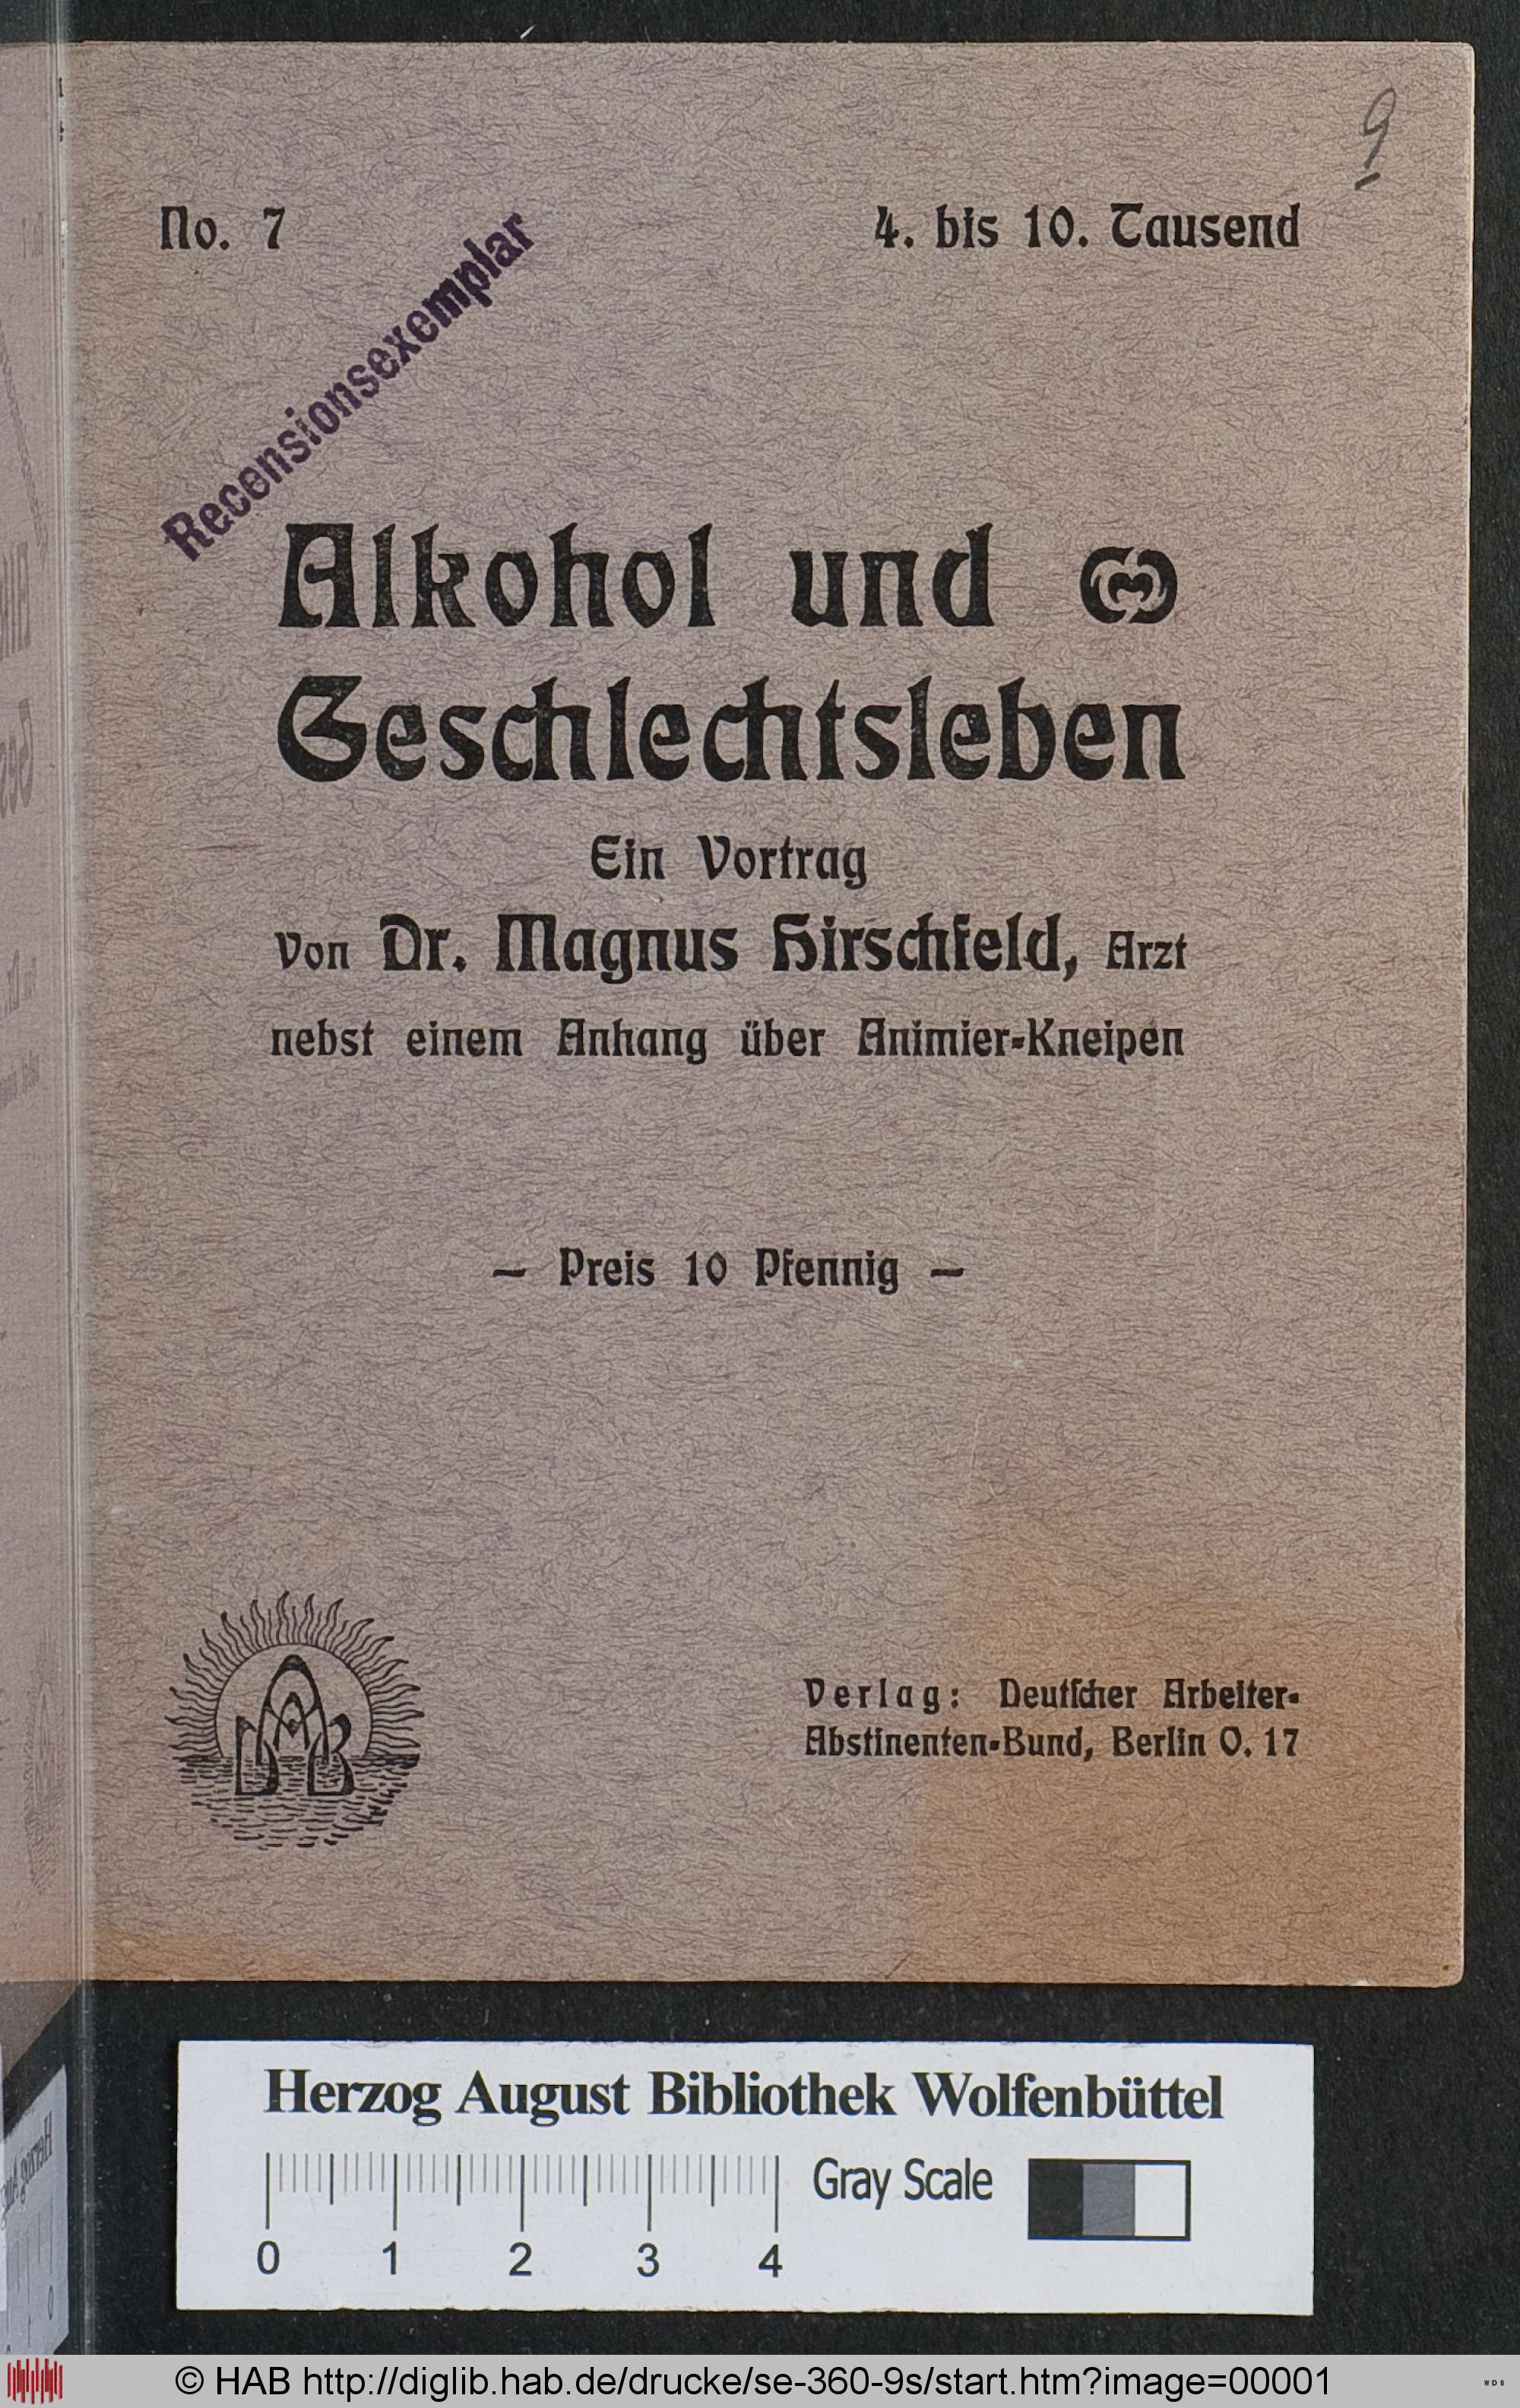 9
No. 7
4. bis 10. Tausend
Recensionsexemplar
Alkohol und
Geschlechtsleben
Ein Vortrag
von Dr. Magnus Hirschfeld, Arzt
nebst einem Anhang über Animier-Kneipen
— Preis 10 Pfennig —
DAAB
Verlag: Deutſcher Arbeiter-
Abstinenten-Bund, Berlin O. 17
Herzog August Bibliothek Wolfenbüttel
0 1 2 3 4
Gray Scale
© HAB http://diglib.hab.de/drucke/se-360-9s/start.htm?image=00001
WDB